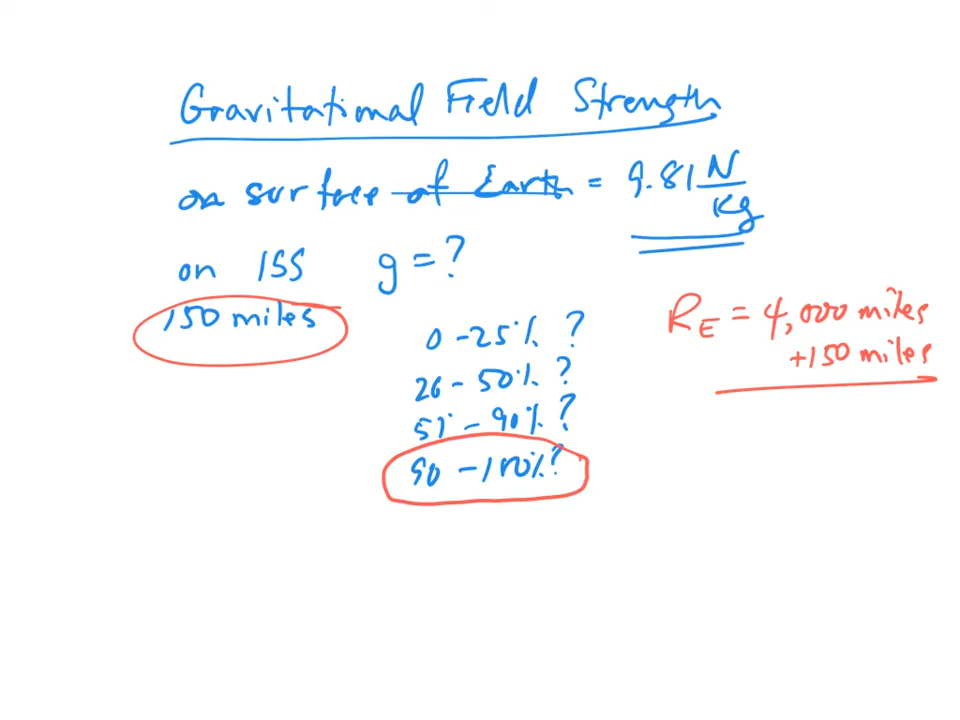 Gravitational Field Strength
on surface of Earth = 9.81 N/kg
on ISS g = ?
150 miles
0 - 25% ?
26 - 50% ?
51 - 90% ?
90 - 100% ?
RE = 4,000 miles
+150 miles